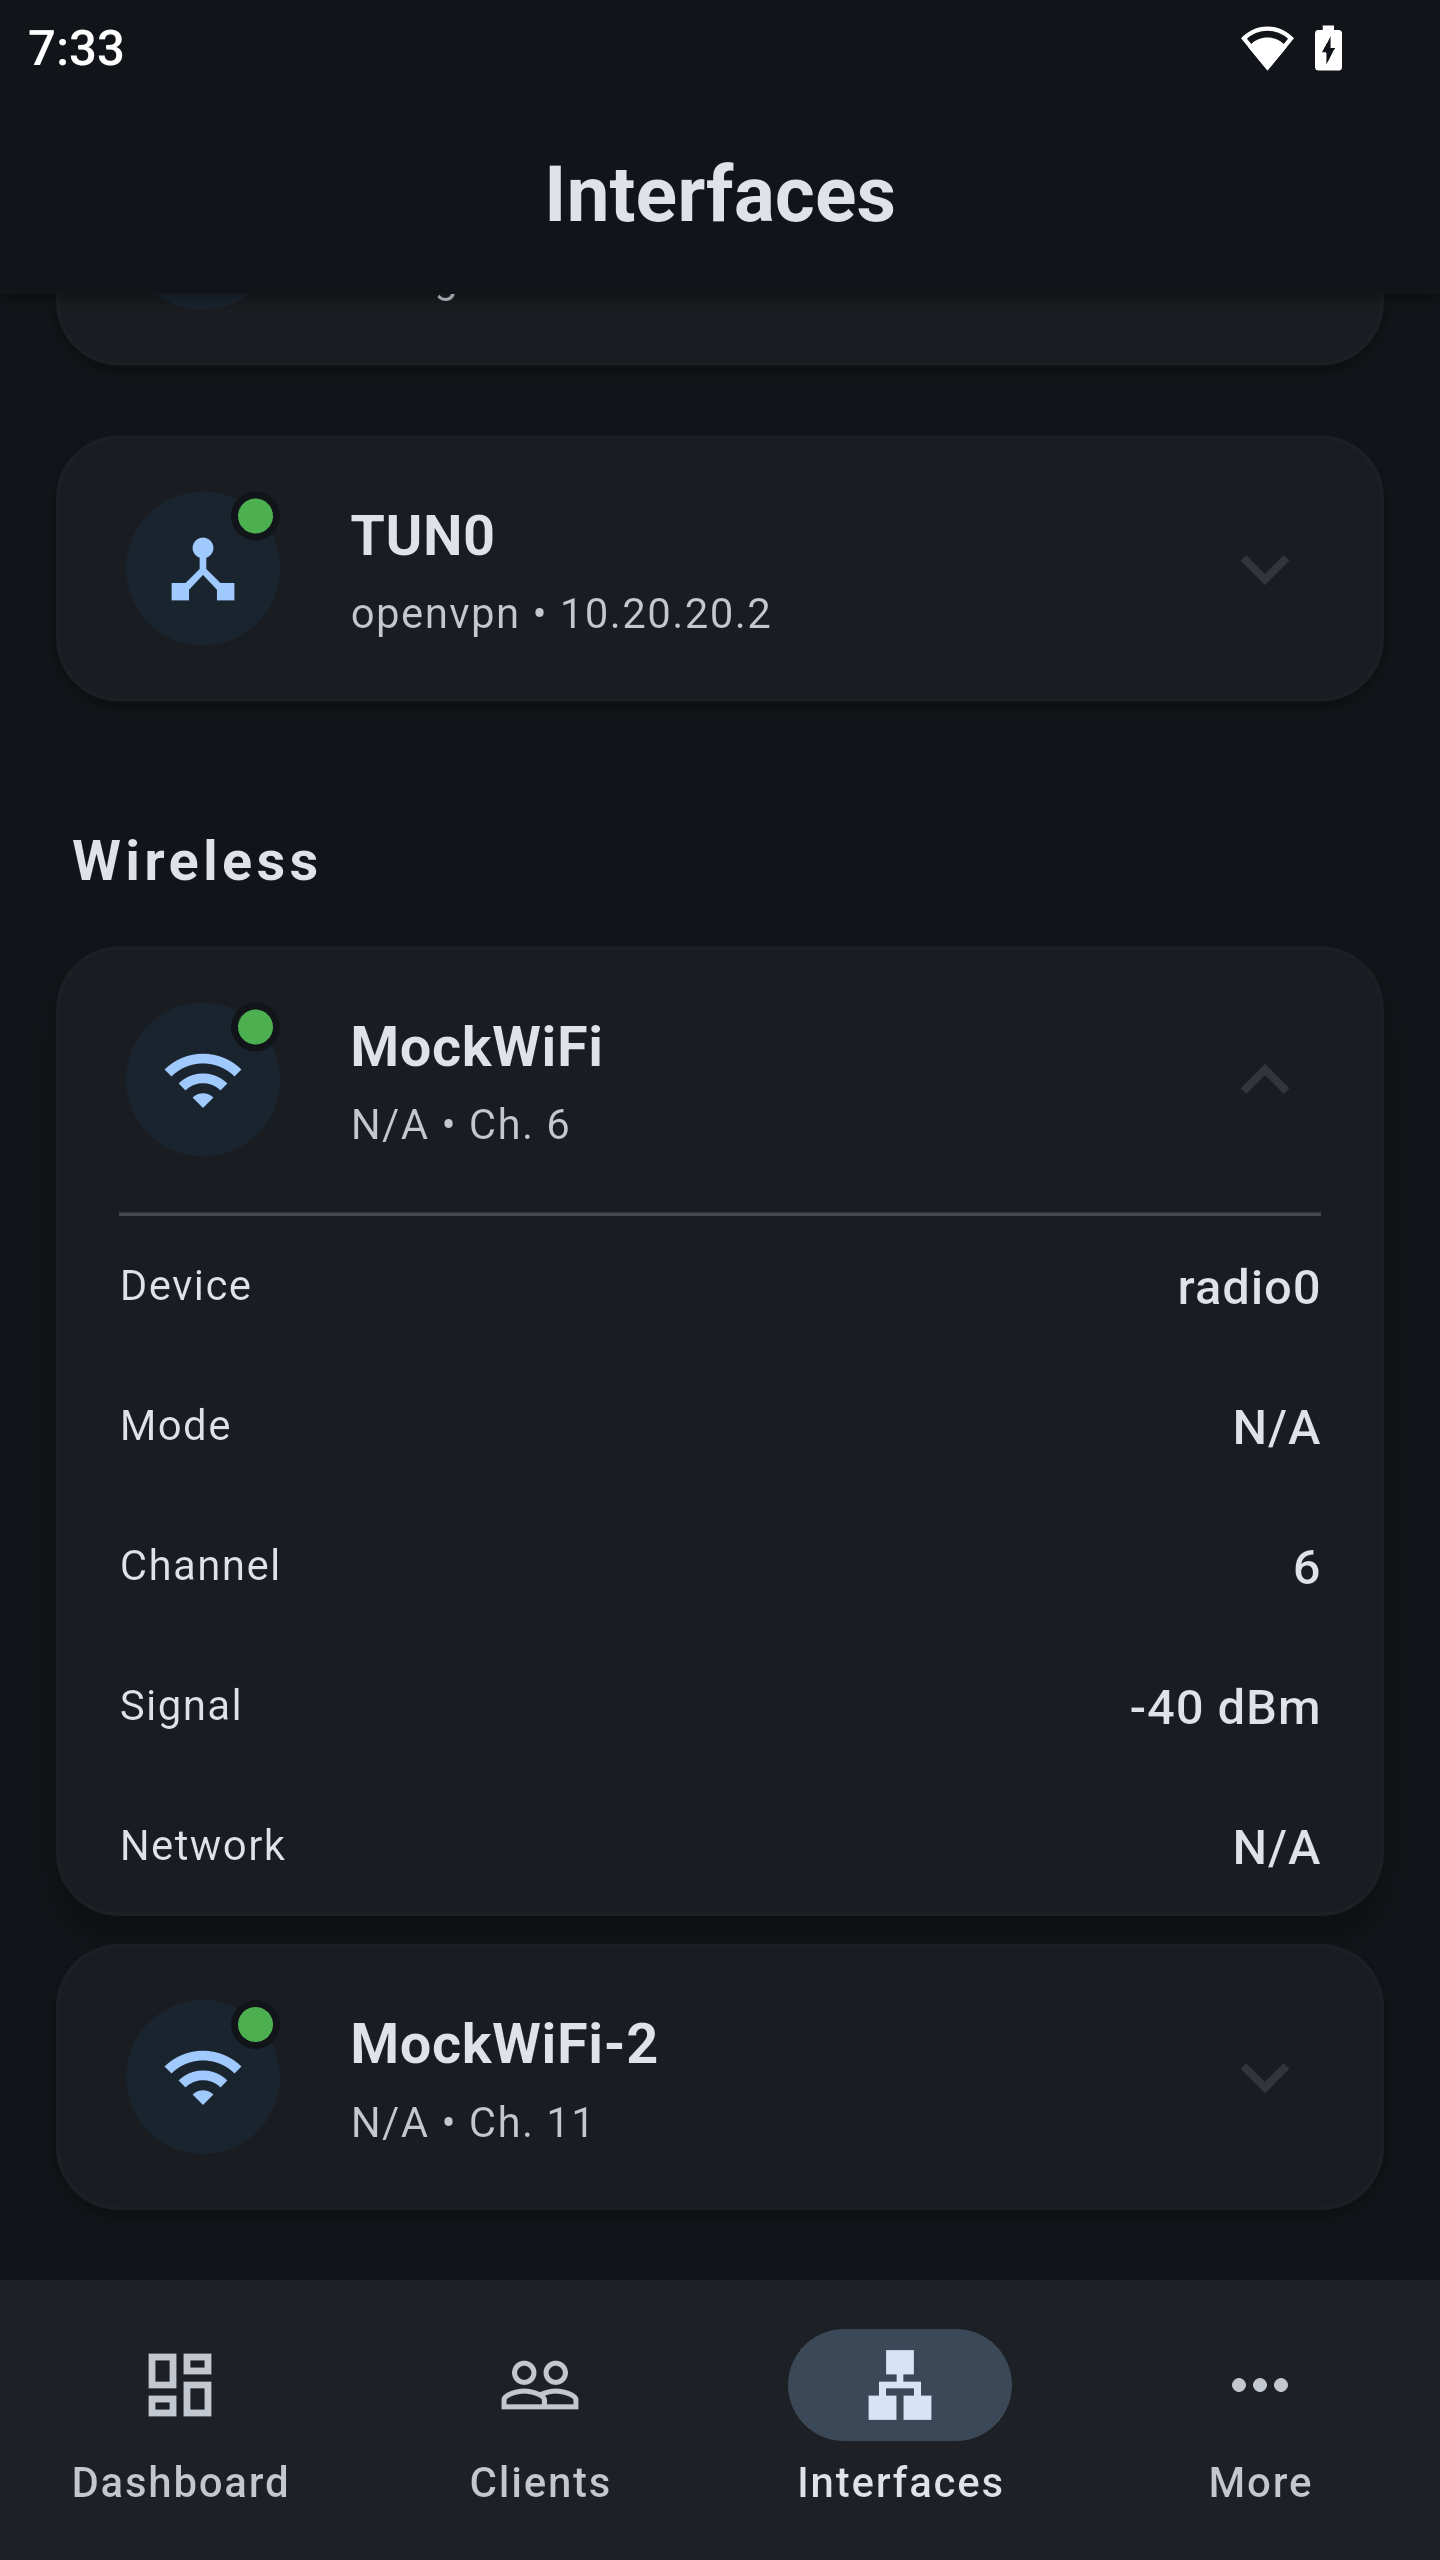 7:33
Interfaces
TUN0
openvpn • 10.20.20.2
Wireless
MockWiFi
N/A • Ch. 6
Device radio0
Mode N/A
Channel 6
Signal -40 dBm
Network N/A
MockWiFi-2
N/A • Ch. 11
Dashboard Clients Interfaces More